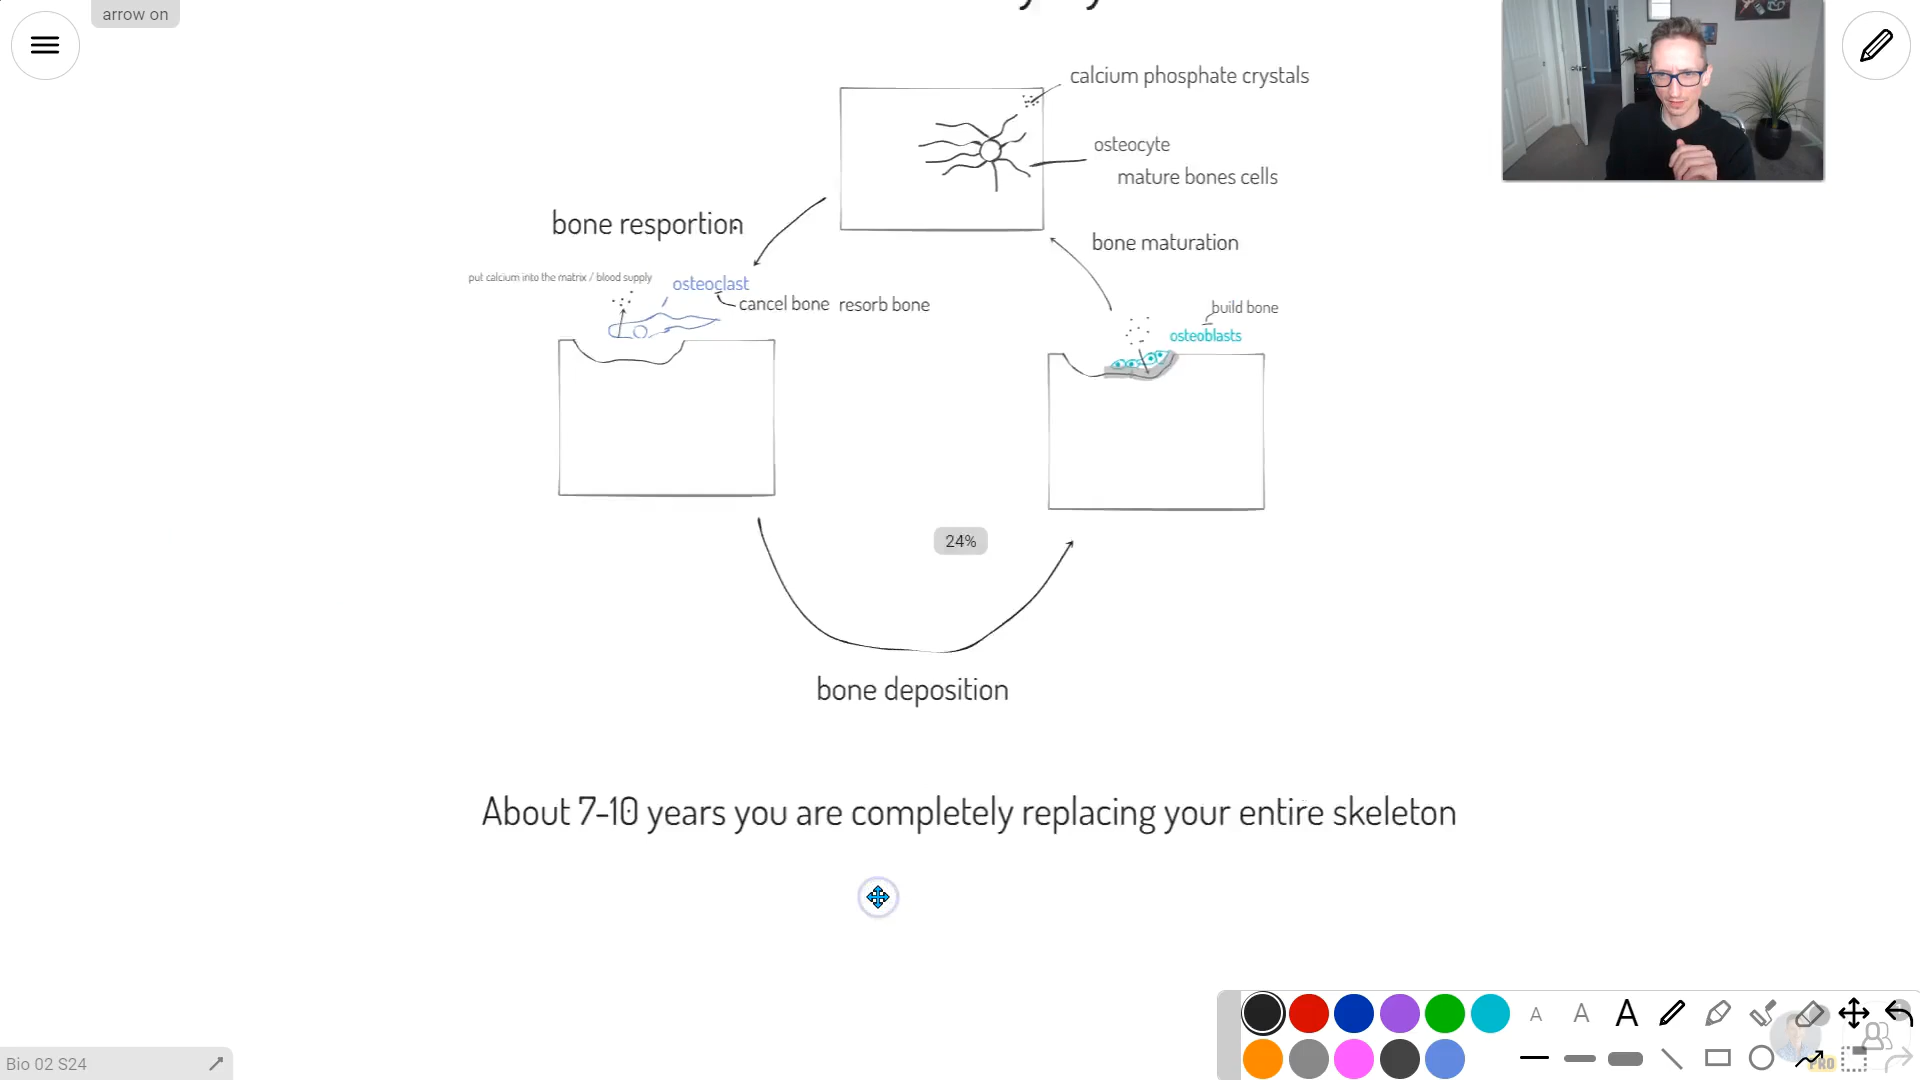 arrow on
calcium phosphate crystals
osteocyte
mature bones cells
bone resportion
bone maturation
put calcium into the matrix / blood supply
osteoclast
cancel bone resorb bone
build bone
osteoblasts
24%
bone deposition
About 7-10 years you are completely replacing your entire skeleton
A A A
PRO
Bio 02 S24